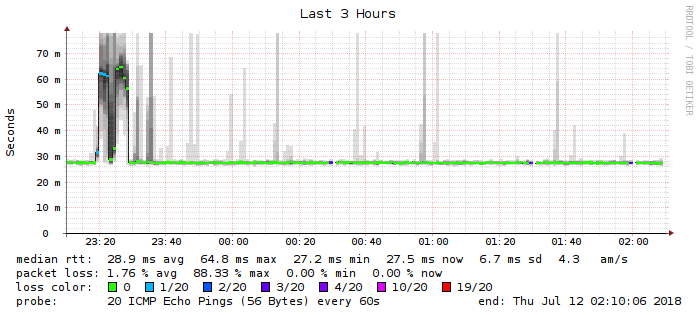 Last 3 Hours
RRDTOOL / TOBI OETIKER
Seconds
70 m
60 m
50 m
40 m
30 m
20 m
10 m
0
23:20 23:40 00:00 00:20 00:40 01:00 01:20 01:40 02:00
median rtt: 28.9 ms avg 64.8 ms max 27.2 ms min 27.5 ms now 6.7 ms sd 4.3 am/s
packet loss: 1.76 % avg 88.33 % max 0.00 % min 0.00 % now
loss color: 0 1/20 2/20 3/20 4/20 10/20 19/20
probe: 20 ICMP Echo Pings (56 Bytes) every 60s end: Thu Jul 12 02:10:06 2018